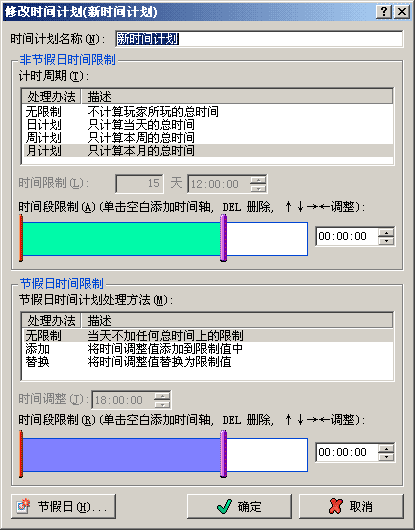 修改时间计划(新时间计划)
时间计划名称(N): 新时间计划
非节假日时间限制
计时周期(T):
处理办法 描述
无限制 不计算玩家所玩的总时间
日计划 只计算当天的总时间
周计划 只计算本周的总时间
月计划 只计算本月的总时间
时间限制(L): 15 天 12:00:00
时间段限制(A)(单击空白添加时间轴, DEL 删除, ↑↓→←调整):
00:00:00
节假日时间限制
节假日时间计划处理方法(M):
处理办法 描述
无限制 当天不加任何总时间上的限制
添加 将时间调整值添加到限制值中
替换 将时间调整值替换为限制值
时间调整(J): 18:00:00
时间段限制(R)(单击空白添加时间轴, DEL 删除, ↑↓→←调整):
00:00:00
节假日(H)... 确定 取消